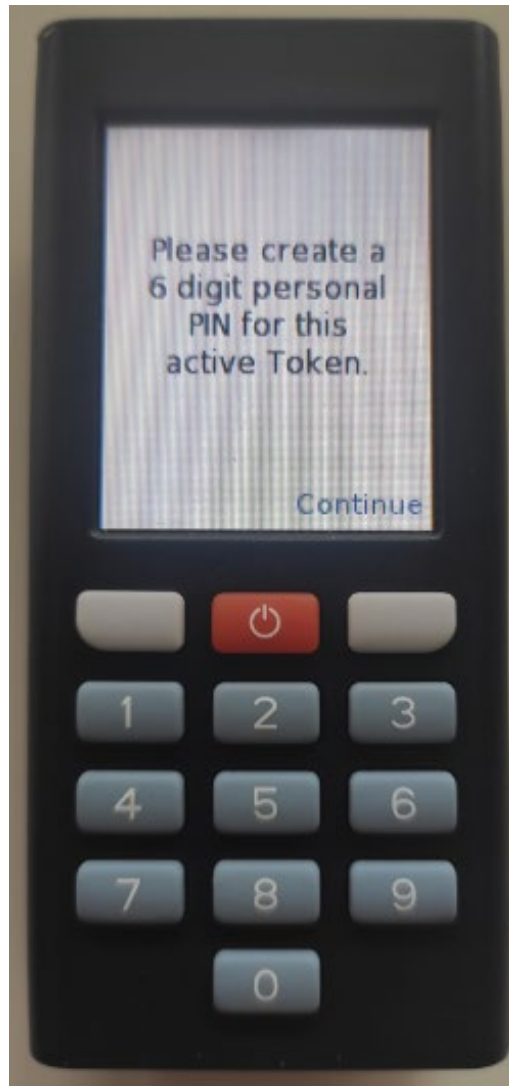 Please create a
6 digit personal
PIN for this
active Token.
Continue
1 2 3
4 5 6
7 8 9
0